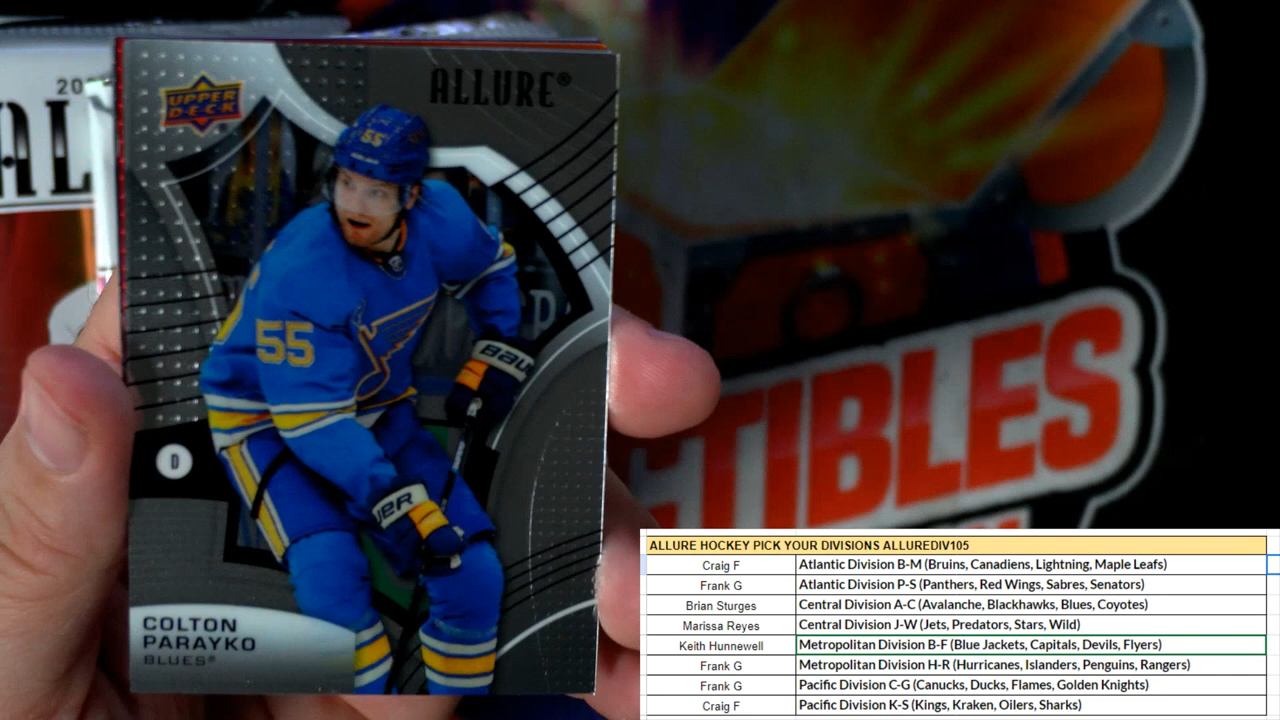 20
AL
UPPER
D·E·C·K
ALLURE®
55
55
BAU
UER
D
COLTON
PARAYKO
BLUES®
TIBLES
ALLURE HOCKEY PICK YOUR DIVISIONS ALLUREDIV105
Craig F Atlantic Division B-M (Bruins, Canadiens, Lightning, Maple Leafs)
Frank G Atlantic Division P-S (Panthers, Red Wings, Sabres, Senators)
Brian Sturges Central Division A-C (Avalanche, Blackhawks, Blues, Coyotes)
Marissa Reyes Central Division J-W (Jets, Predators, Stars, Wild)
Keith Hunnewell Metropolitan Division B-F (Blue Jackets, Capitals, Devils, Flyers)
Frank G Metropolitan Division H-R (Hurricanes, Islanders, Penguins, Rangers)
Frank G Pacific Division C-G (Canucks, Ducks, Flames, Golden Knights)
Craig F Pacific Division K-S (Kings, Kraken, Oilers, Sharks)